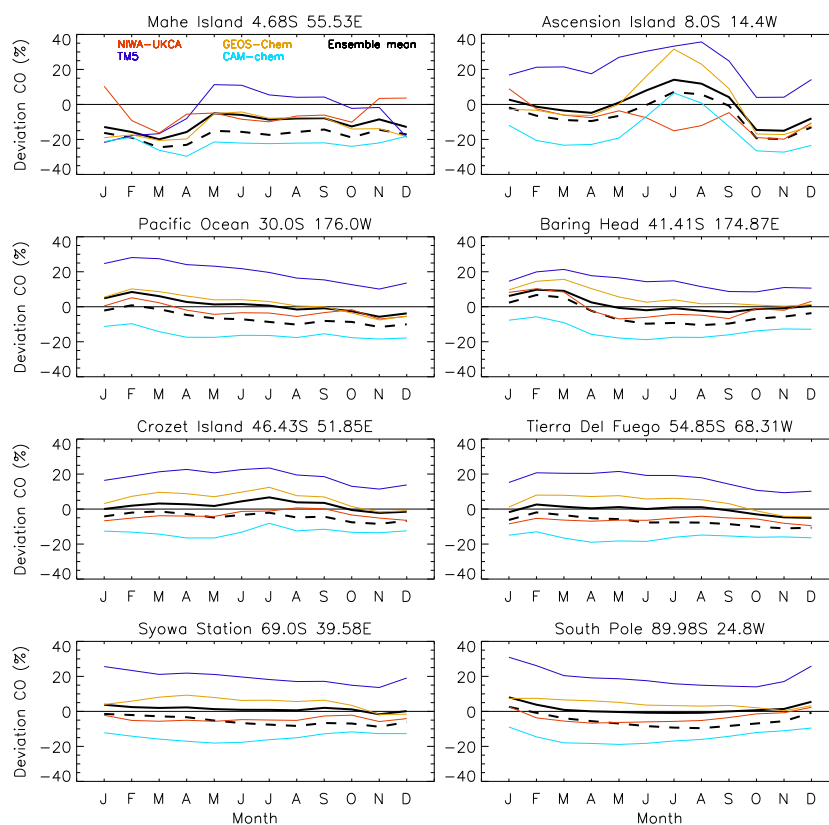 Mahe Island 4.68S 55.53E
Ascension Island 8.0S 14.4W
NIWA-UKCA GEOS-Chem Ensemble mean
TM5 CAM-chem
Deviation CO (%)
40
20
0
-20
-40
J F M A M J J A S O N D
40
20
0
-20
-40
J F M A M J J A S O N D
Pacific Ocean 30.0S 176.0W
Baring Head 41.41S 174.87E
Deviation CO (%)
40
20
0
-20
-40
J F M A M J J A S O N D
40
20
0
-20
-40
J F M A M J J A S O N D
Crozet Island 46.43S 51.85E
Tierra Del Fuego 54.85S 68.31W
Deviation CO (%)
40
20
0
-20
-40
J F M A M J J A S O N D
40
20
0
-20
-40
J F M A M J J A S O N D
Syowa Station 69.0S 39.58E
South Pole 89.98S 24.8W
Deviation CO (%)
40
20
0
-20
-40
J F M A M J J A S O N D
Month
40
20
0
-20
-40
J F M A M J J A S O N D
Month